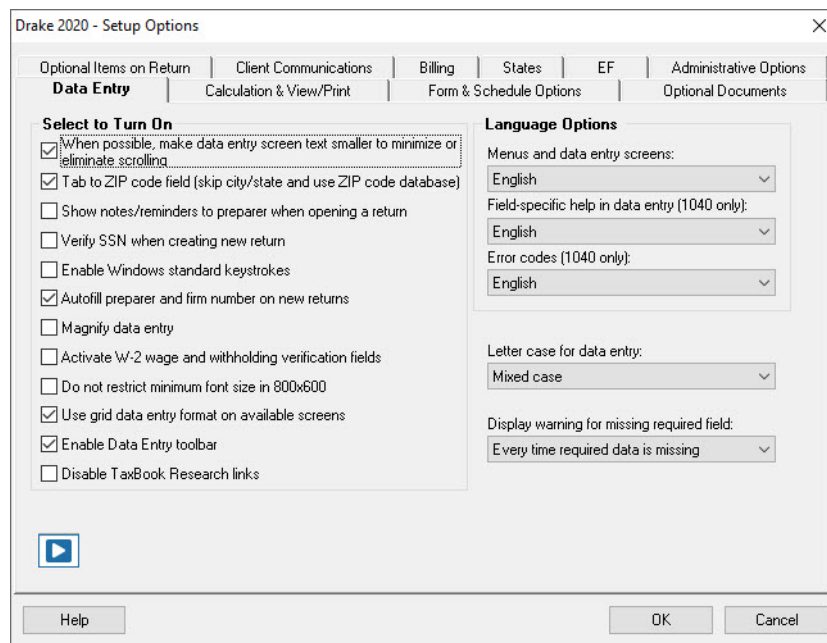 Drake 2020 - Setup Options
Optional Items on Return
Client Communications
Billing
States
EF
Administrative Options
Data Entry
Calculation & View/Print
Form & Schedule Options
Optional Documents
Select to Turn On
When possible, make data entry screen text smaller to minimize or
eliminate scrolling
Tab to ZIP code field (skip city/state and use ZIP code database)
Show notes/reminders to preparer when opening a return
Verify SSN when creating new return
Enable Windows standard keystrokes
Autofill preparer and firm number on new returns
Magnify data entry
Activate W-2 wage and withholding verification fields
Do not restrict minimum font size in 800x600
Use grid data entry format on available screens
Enable Data Entry toolbar
Disable TaxBook Research links
Language Options
Menus and data entry screens:
English
Field-specific help in data entry (1040 only):
English
Error codes (1040 only):
English
Letter case for data entry:
Mixed case
Display warning for missing required field:
Every time required data is missing
Help
OK
Cancel